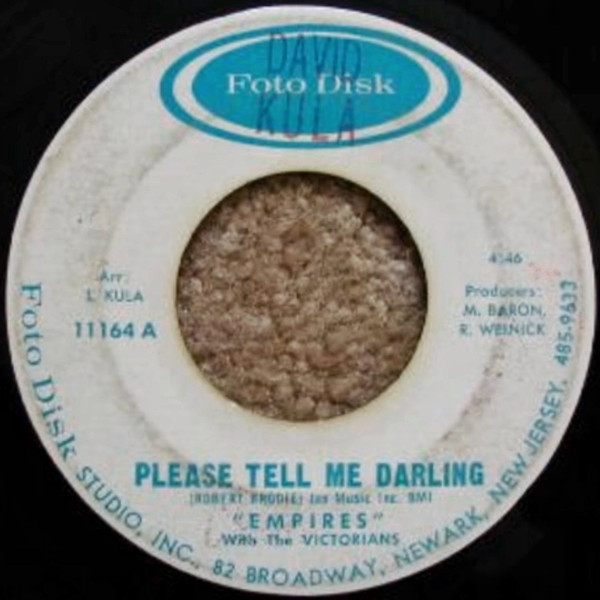 DAVID
Foto Disk
KULA
Arr:
L. KULA
11164 A
4:46
Producers:
M. BARON,
R. WEINICK
PLEASE TELL ME DARLING
(ROBERT BRODIE) Jan Music Inc. BMI
"EMPIRES"
With The VICTORIANS
Foto Disk STUDIO, INC., 82 BROADWAY, NEWARK, NEW JERSEY, 485-9633